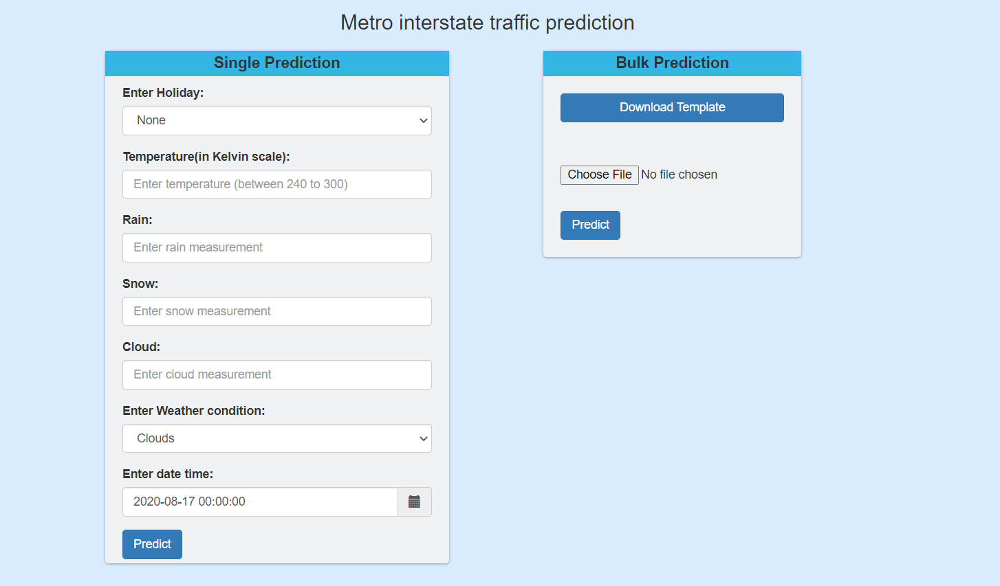 Metro interstate traffic prediction
Single Prediction
Enter Holiday:
None
Temperature(in Kelvin scale):
Enter temperature (between 240 to 300)
Rain:
Enter rain measurement
Snow:
Enter snow measurement
Cloud:
Enter cloud measurement
Enter Weather condition:
Clouds
Enter date time:
2020-08-17 00:00:00
Predict
Bulk Prediction
Download Template
Choose File No file chosen
Predict